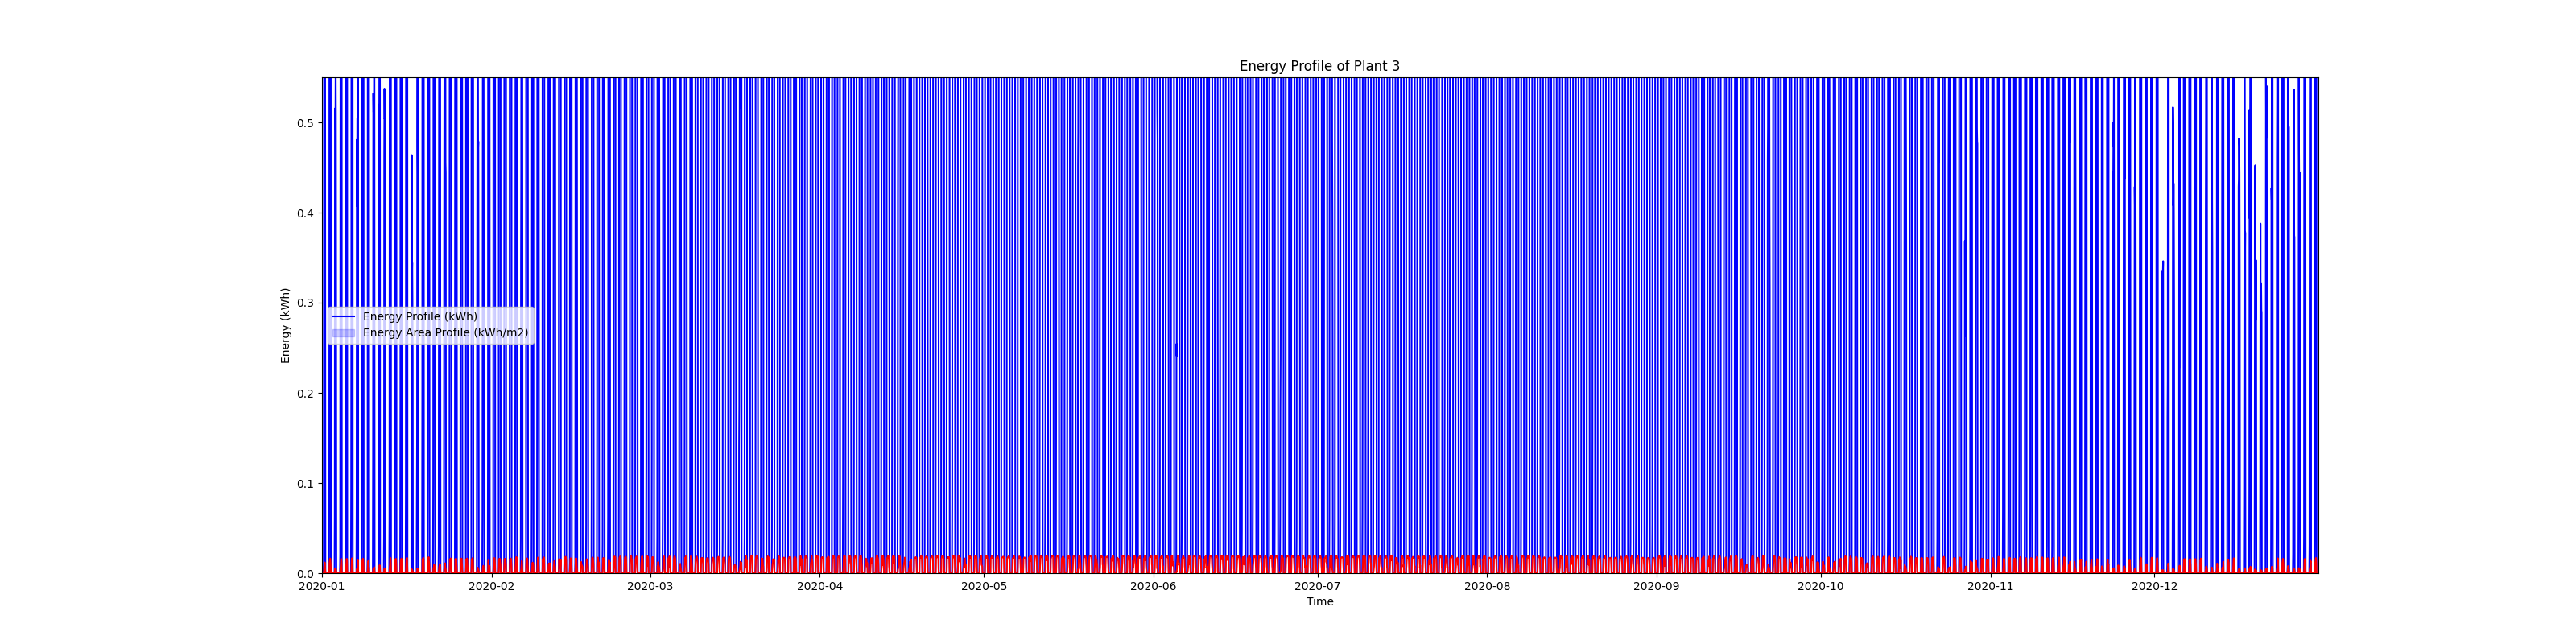 Energy Profile of Plant 3
0.5
0.4
0.3
0.2
0.1
0.0
Energy (kWh)
Energy Profile (kWh)
Energy Area Profile (kWh/m2)
2020-01 2020-02 2020-03 2020-04 2020-05 2020-06 2020-07 2020-08 2020-09 2020-10 2020-11 2020-12
Time